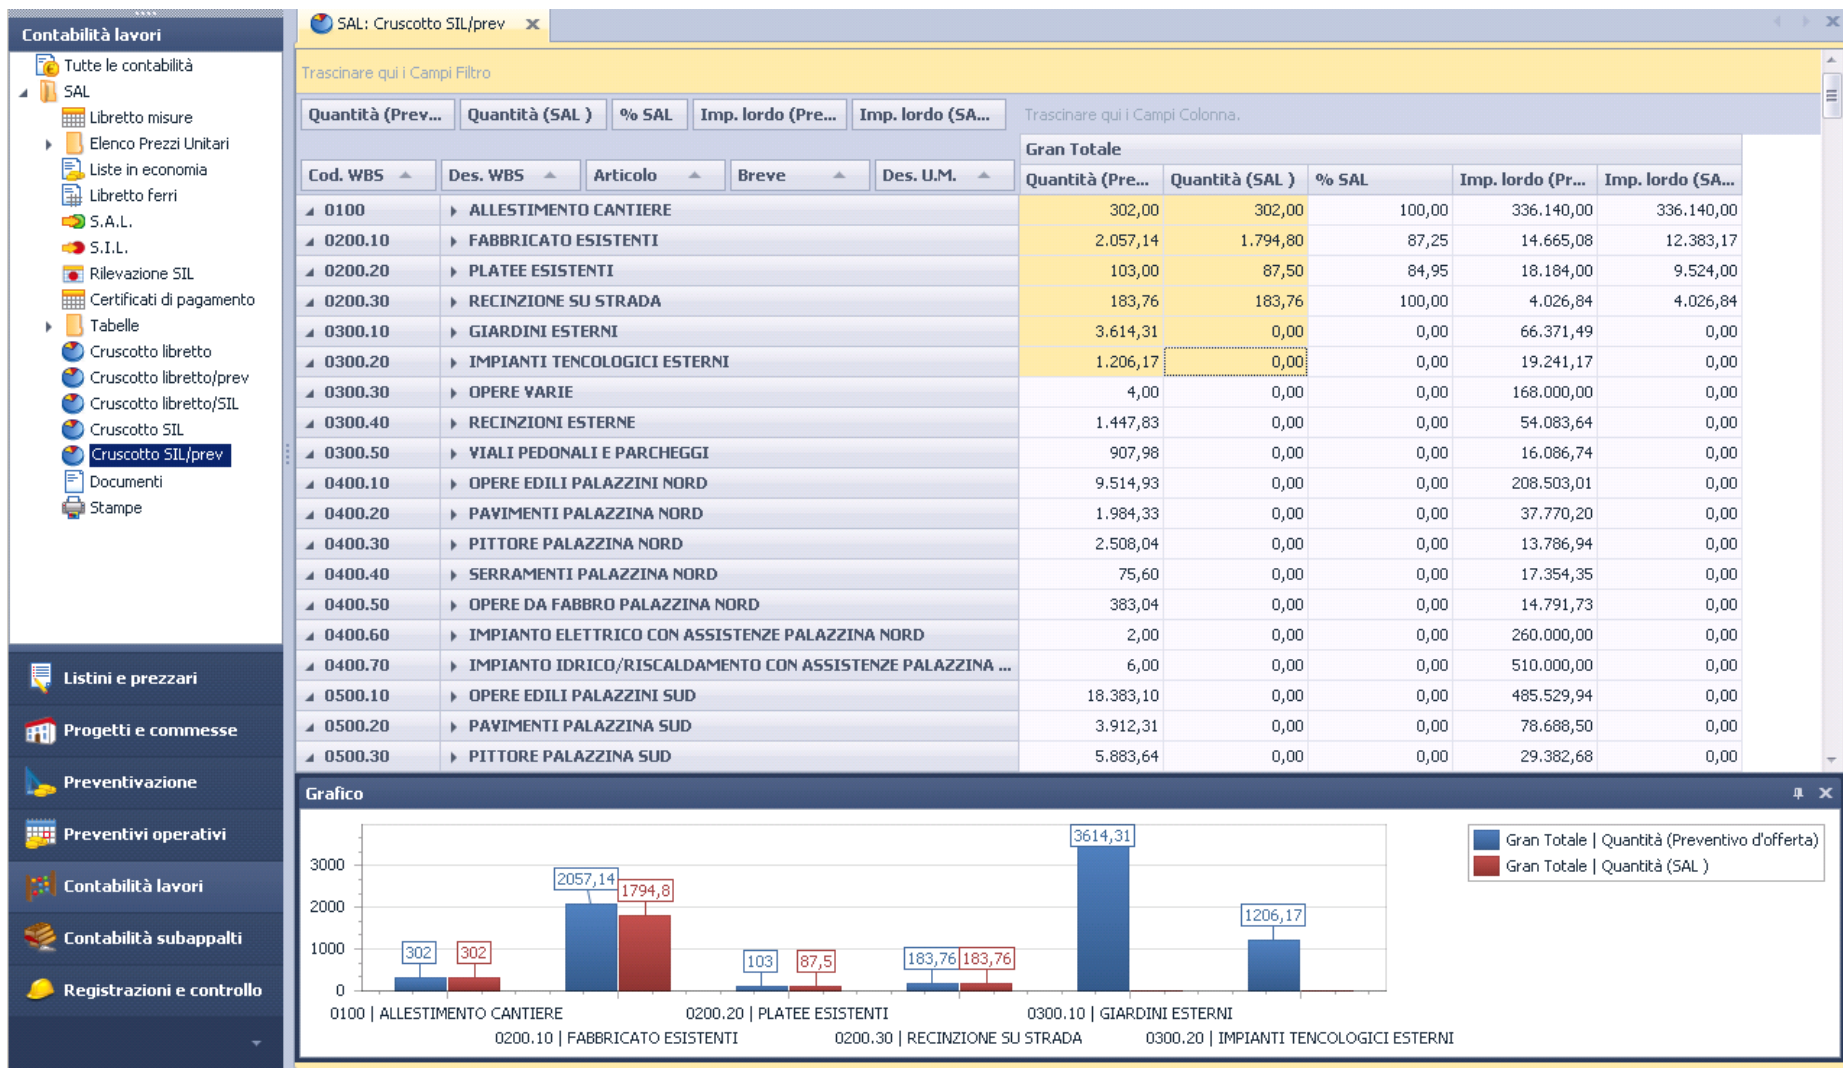 Contabilità lavori
Tutte le contabilità
SAL
Libretto misure
Elenco Prezzi Unitari
Liste in economia
Libretto ferri
S.A.L.
S.I.L.
Rilevazione SIL
Certificati di pagamento
Tabelle
Cruscotto libretto
Cruscotto libretto/prev
Cruscotto libretto/SIL
Cruscotto SIL
Cruscotto SIL/prev
Documenti
Stampe
Listini e prezzari
Progetti e commesse
Preventivazione
Preventivi operativi
Contabilità lavori
Contabilità subappalti
Registrazioni e controllo
SAL: Cruscotto SIL/prev
Trascinare qui i Campi Filtro
Quantità (Prev... Quantità (SAL ) % SAL Imp. lordo (Pre... Imp. lordo (SA... Trascinare qui i Campi Colonna.
Gran Totale
Cod. WBS Des. WBS Articolo Breve Des. U.M. Quantità (Pre... Quantità (SAL ) % SAL Imp. lordo (Pr... Imp. lordo (SA...
0100 ALLESTIMENTO CANTIERE 302,00 302,00 100,00 336.140,00 336.140,00
0200.10 FABBRICATO ESISTENTI 2.057,14 1.794,80 87,25 14.665,08 12.383,17
0200.20 PLATEE ESISTENTI 103,00 87,50 84,95 18.184,00 9.524,00
0200.30 RECINZIONE SU STRADA 183,76 183,76 100,00 4.026,84 4.026,84
0300.10 GIARDINI ESTERNI 3.614,31 0,00 0,00 66.371,49 0,00
0300.20 IMPIANTI TENCOLOGICI ESTERNI 1.206,17 0,00 0,00 19.241,17 0,00
0300.30 OPERE VARIE 4,00 0,00 0,00 168.000,00 0,00
0300.40 RECINZIONI ESTERNE 1.447,83 0,00 0,00 54.083,64 0,00
0300.50 VIALI PEDONALI E PARCHEGGI 907,98 0,00 0,00 16.086,74 0,00
0400.10 OPERE EDILI PALAZZINI NORD 9.514,93 0,00 0,00 208.503,01 0,00
0400.20 PAVIMENTI PALAZZINA NORD 1.984,33 0,00 0,00 37.770,20 0,00
0400.30 PITTORE PALAZZINA NORD 2.508,04 0,00 0,00 13.786,94 0,00
0400.40 SERRAMENTI PALAZZINA NORD 75,60 0,00 0,00 17.354,35 0,00
0400.50 OPERE DA FABBRO PALAZZINA NORD 383,04 0,00 0,00 14.791,73 0,00
0400.60 IMPIANTO ELETTRICO CON ASSISTENZE PALAZZINA NORD 2,00 0,00 0,00 260.000,00 0,00
0400.70 IMPIANTO IDRICO/RISCALDAMENTO CON ASSISTENZE PALAZZINA ... 6,00 0,00 0,00 510.000,00 0,00
0500.10 OPERE EDILI PALAZZINI SUD 18.383,10 0,00 0,00 485.529,94 0,00
0500.20 PAVIMENTI PALAZZINA SUD 3.912,31 0,00 0,00 78.688,50 0,00
0500.30 PITTORE PALAZZINA SUD 5.883,64 0,00 0,00 29.382,68 0,00
Grafico
3000
2000
1000
0
302 302 2057,14 1794,8 103 87,5 183,76 183,76 3614,31 1206,17
0100 | ALLESTIMENTO CANTIERE 0200.20 | PLATEE ESISTENTI 0300.10 | GIARDINI ESTERNI
0200.10 | FABBRICATO ESISTENTI 0200.30 | RECINZIONE SU STRADA 0300.20 | IMPIANTI TENCOLOGICI ESTERNI
Gran Totale | Quantità (Preventivo d'offerta)
Gran Totale | Quantità (SAL )